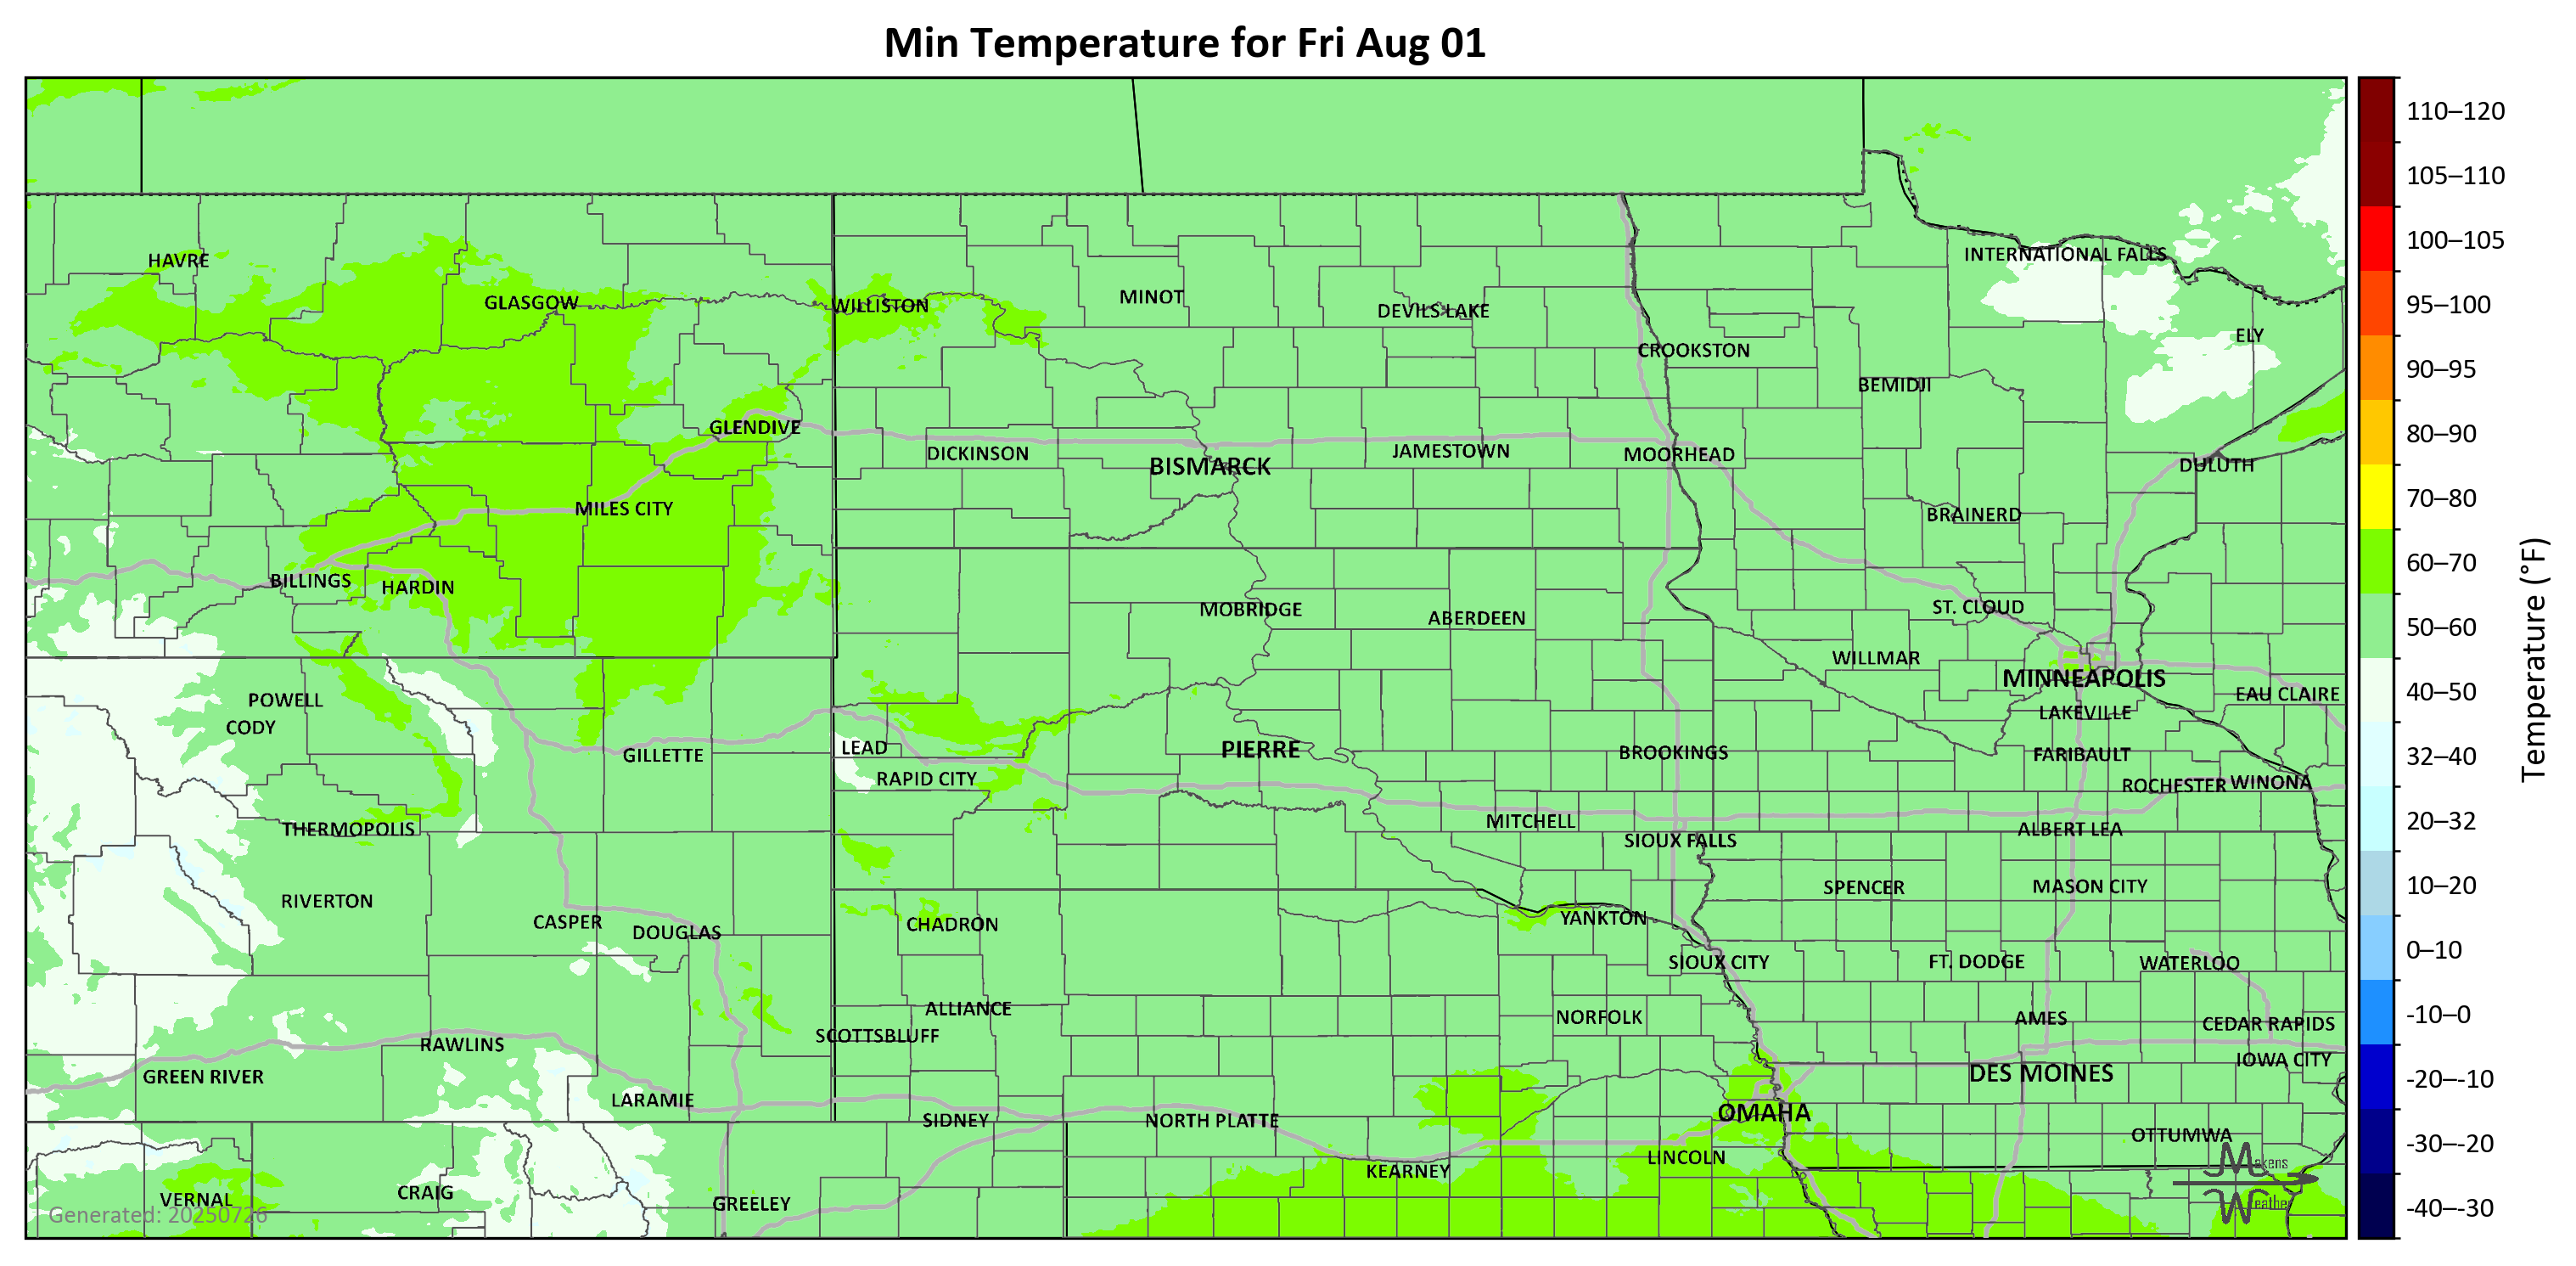 Min Temperature for Fri Aug 01
HAVRE
GLASGOW
WILLISTON
MINOT
DEVILS LAKE
INTERNATIONAL FALLS
CROOKSTON
ELY
BEMIDJI
GLENDIVE
DICKINSON
BISMARCK
JAMESTOWN
MOORHEAD
DULUTH
MILES CITY
BRAINERD
BILLINGS
HARDIN
MOBRIDGE
ABERDEEN
ST. CLOUD
WILLMAR
MINNEAPOLIS
POWELL
EAU CLAIRE
CODY
LAKEVILLE
GILLETTE
LEAD
PIERRE
BROOKINGS
FARIBAULT
RAPID CITY
ROCHESTER
WINONA
THERMOPOLIS
MITCHELL
ALBERT LEA
SIOUX FALLS
RIVERTON
SPENCER
MASON CITY
CASPER
DOUGLAS
CHADRON
YANKTON
SIOUX CITY
FT. DODGE
WATERLOO
ALLIANCE
NORFOLK
AMES
CEDAR RAPIDS
RAWLINS
SCOTTSBLUFF
IOWA CITY
GREEN RIVER
DES MOINES
LARAMIE
SIDNEY
NORTH PLATTE
OMAHA
OTTUMWA
KEARNEY
LINCOLN
VERNAL
CRAIG
GREELEY
Generated: 20250726
Makens
Weather
110–120
105–110
100–105
95–100
90–95
80–90
70–80
60–70
50–60
40–50
32–40
20–32
10–20
0–10
-10–0
-20–-10
-30–-20
-40–-30
Temperature (°F)